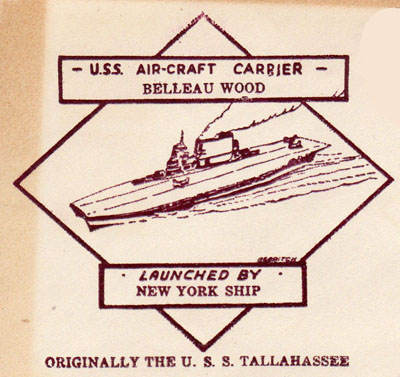 - U.S.S. AIR-CRAFT CARRIER -
BELLEAU WOOD
· LAUNCHED BY ·
NEW YORK SHIP
ORIGINALLY THE U. S. S. TALLAHASSEE